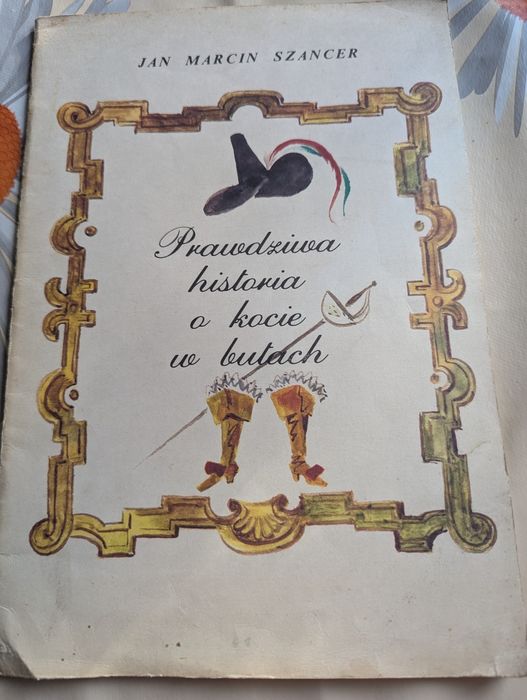 JAN MARCIN SZANCER
Prawdziwa
historia
o kocie
w butach